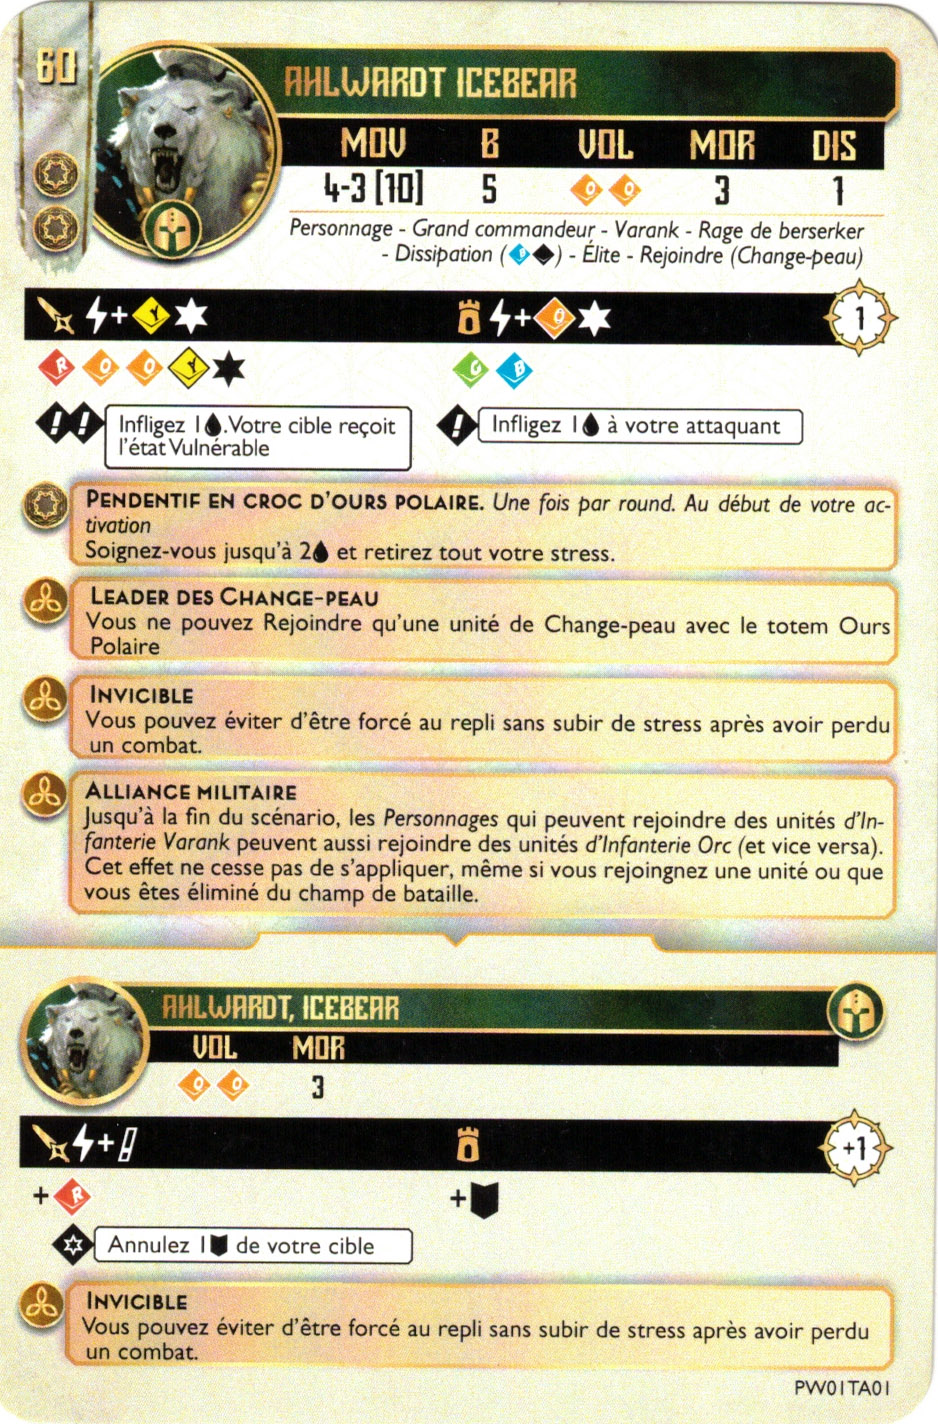 60
AHLWARDT ICEBEAR
MOV B VOL MOR DIS
4-3 [10] 5 O O 3 1
Personnage - Grand commandeur - Varank - Rage de berserker
- Dissipation (B ) - Élite - Rejoindre (Change-peau)
+ Y + O 1
R O O Y G B
! ! Infligez 1 .Votre cible reçoit
l'état Vulnérable
! Infligez 1 à votre attaquant
PENDENTIF EN CROC D'OURS POLAIRE. Une fois par round. Au début de votre ac-
tivation
Soignez-vous jusqu'à 2 et retirez tout votre stress.
LEADER DES CHANGE-PEAU
Vous ne pouvez Rejoindre qu'une unité de Change-peau avec le totem Ours
Polaire
INVICIBLE
Vous pouvez éviter d'être forcé au repli sans subir de stress après avoir perdu
un combat.
ALLIANCE MILITAIRE
Jusqu'à la fin du scénario, les Personnages qui peuvent rejoindre des unités d'In-
fanterie Varank peuvent aussi rejoindre des unités d'Infanterie Orc (et vice versa).
Cet effet ne cesse pas de s'appliquer, même si vous rejoingnez une unité ou que
vous êtes éliminé du champ de bataille.
AHLWARDT, ICEBEAR
VOL MOR
O O 3
+ ! +1
+ R +
Annulez 1 de votre cible
INVICIBLE
Vous pouvez éviter d'être forcé au repli sans subir de stress après avoir perdu
un combat.
PW01TA01